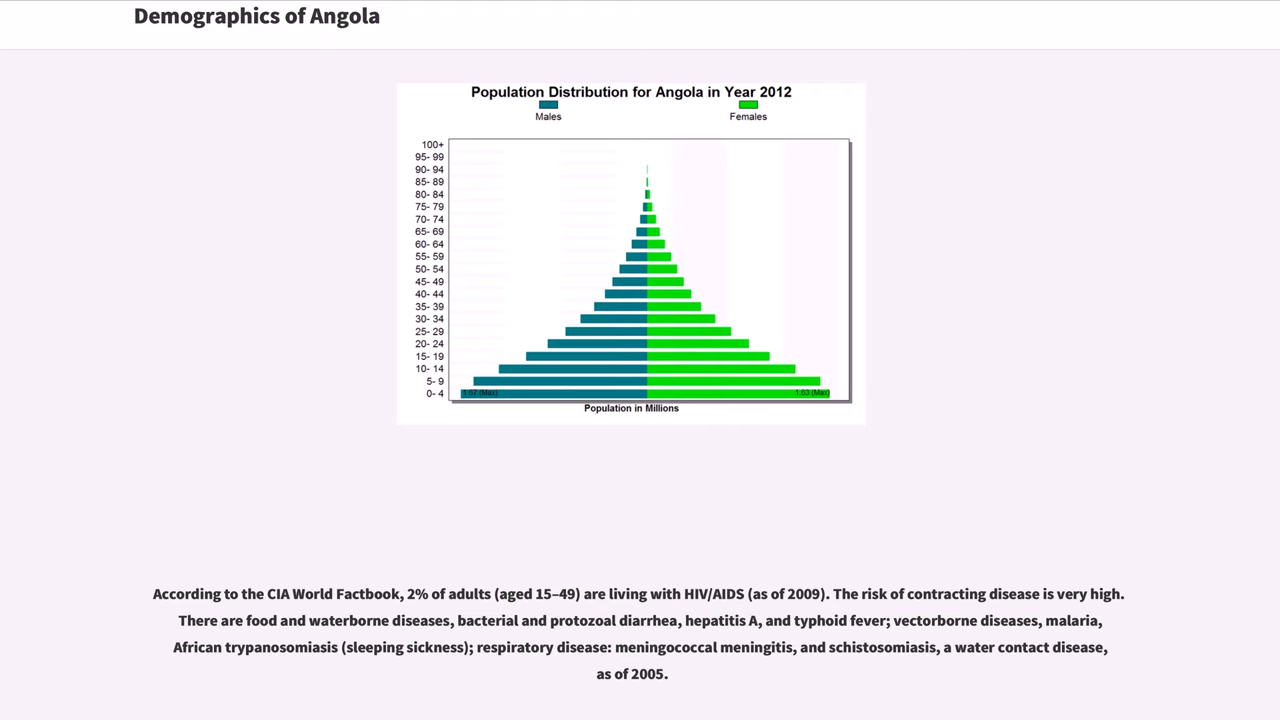 Demographics of Angola
Population Distribution for Angola in Year 2012
Males
Females
100+
95- 99
90- 94
85- 89
80- 84
75- 79
70- 74
65- 69
60- 64
55- 59
50- 54
45- 49
40- 44
35- 39
30- 34
25- 29
20- 24
15- 19
10- 14
5- 9
0- 4
1.67 (Max)
1.63 (Max)
Population in Millions
According to the CIA World Factbook, 2% of adults (aged 15–49) are living with HIV/AIDS (as of 2009). The risk of contracting disease is very high.
There are food and waterborne diseases, bacterial and protozoal diarrhea, hepatitis A, and typhoid fever; vectorborne diseases, malaria,
African trypanosomiasis (sleeping sickness); respiratory disease: meningococcal meningitis, and schistosomiasis, a water contact disease,
as of 2005.